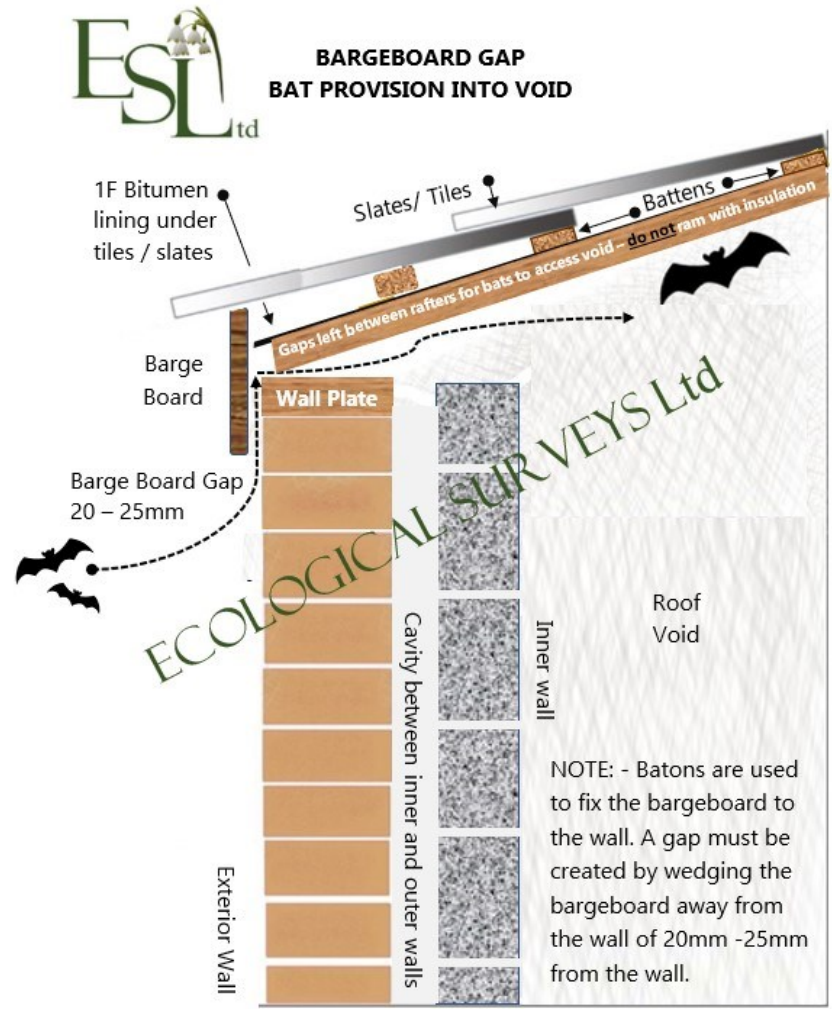 ESLtd
BARGEBOARD GAP
BAT PROVISION INTO VOID
1F Bitumen
lining under
tiles / slates
Slates/ Tiles
Battens
Gaps left between rafters for bats to access void – do not ram with insulation
Barge
Board
Wall Plate
Barge Board Gap
20 – 25mm
ECOLOGICAL SURVEYS Ltd
Roof
Void
Cavity between inner and outer walls
Inner wall
Exterior Wall
NOTE: - Batons are used
to fix the bargeboard to
the wall. A gap must be
created by wedging the
bargeboard away from
the wall of 20mm -25mm
from the wall.